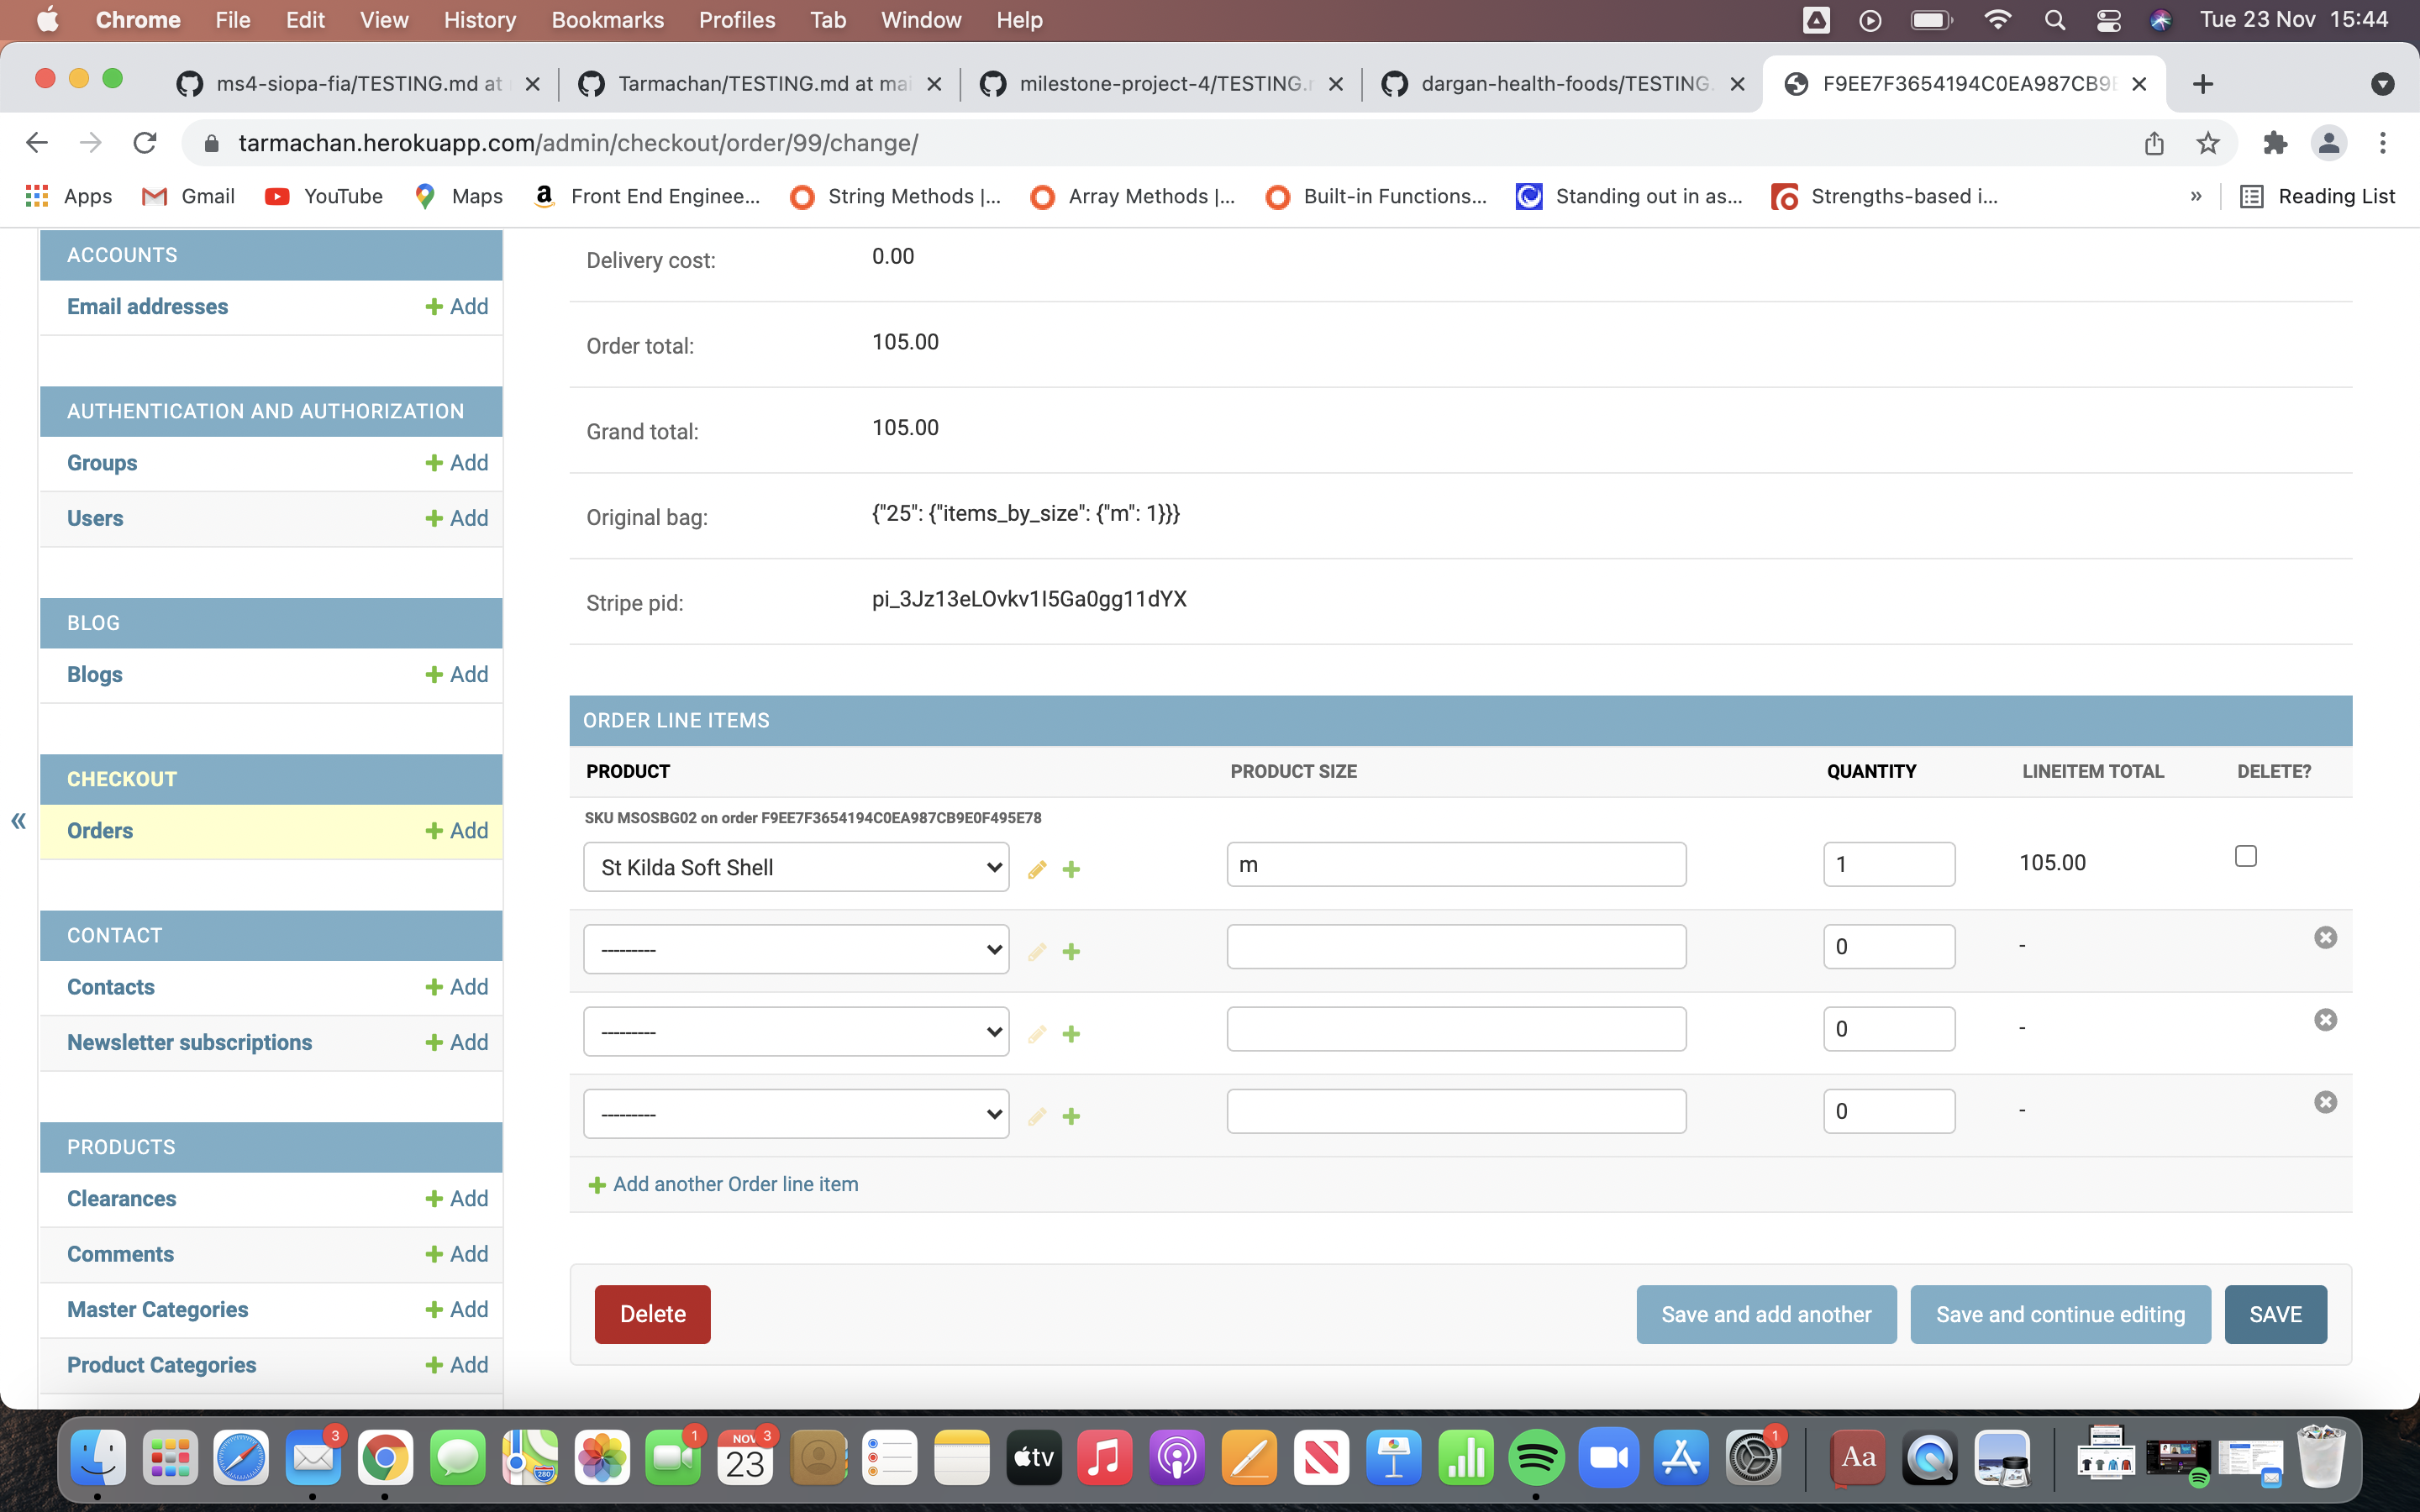 Chrome File Edit View History Bookmarks Profiles Tab Window Help Tue 23 Nov 15:44
ms4-siopa-fia/TESTING.md at
Tarmachan/TESTING.md at mai
milestone-project-4/TESTING.
dargan-health-foods/TESTING.
F9EE7F3654194C0EA987CB9
tarmachan.herokuapp.com/admin/checkout/order/99/change/
Apps Gmail YouTube Maps Front End Enginee... String Methods |... Array Methods |... Built-in Functions... Standing out in as... Strengths-based i... » Reading List
ACCOUNTS
Email addresses + Add
AUTHENTICATION AND AUTHORIZATION
Groups + Add
Users + Add
BLOG
Blogs + Add
CHECKOUT
Orders + Add
CONTACT
Contacts + Add
Newsletter subscriptions + Add
PRODUCTS
Clearances + Add
Comments + Add
Master Categories + Add
Product Categories + Add
«
Delivery cost: 0.00
Order total: 105.00
Grand total: 105.00
Original bag: {"25": {"items_by_size": {"m": 1}}}
Stripe pid: pi_3Jz13eLOvkv1I5Ga0gg11dYX
ORDER LINE ITEMS
PRODUCT PRODUCT SIZE QUANTITY LINEITEM TOTAL DELETE?
SKU MSOSBG02 on order F9EE7F3654194C0EA987CB9E0F495E78
St Kilda Soft Shell m 1 105.00
--------- 0 -
--------- 0 -
--------- 0 -
+ Add another Order line item
Delete Save and add another Save and continue editing SAVE
3 1 NOV 23 3 tv 1 Aa
280